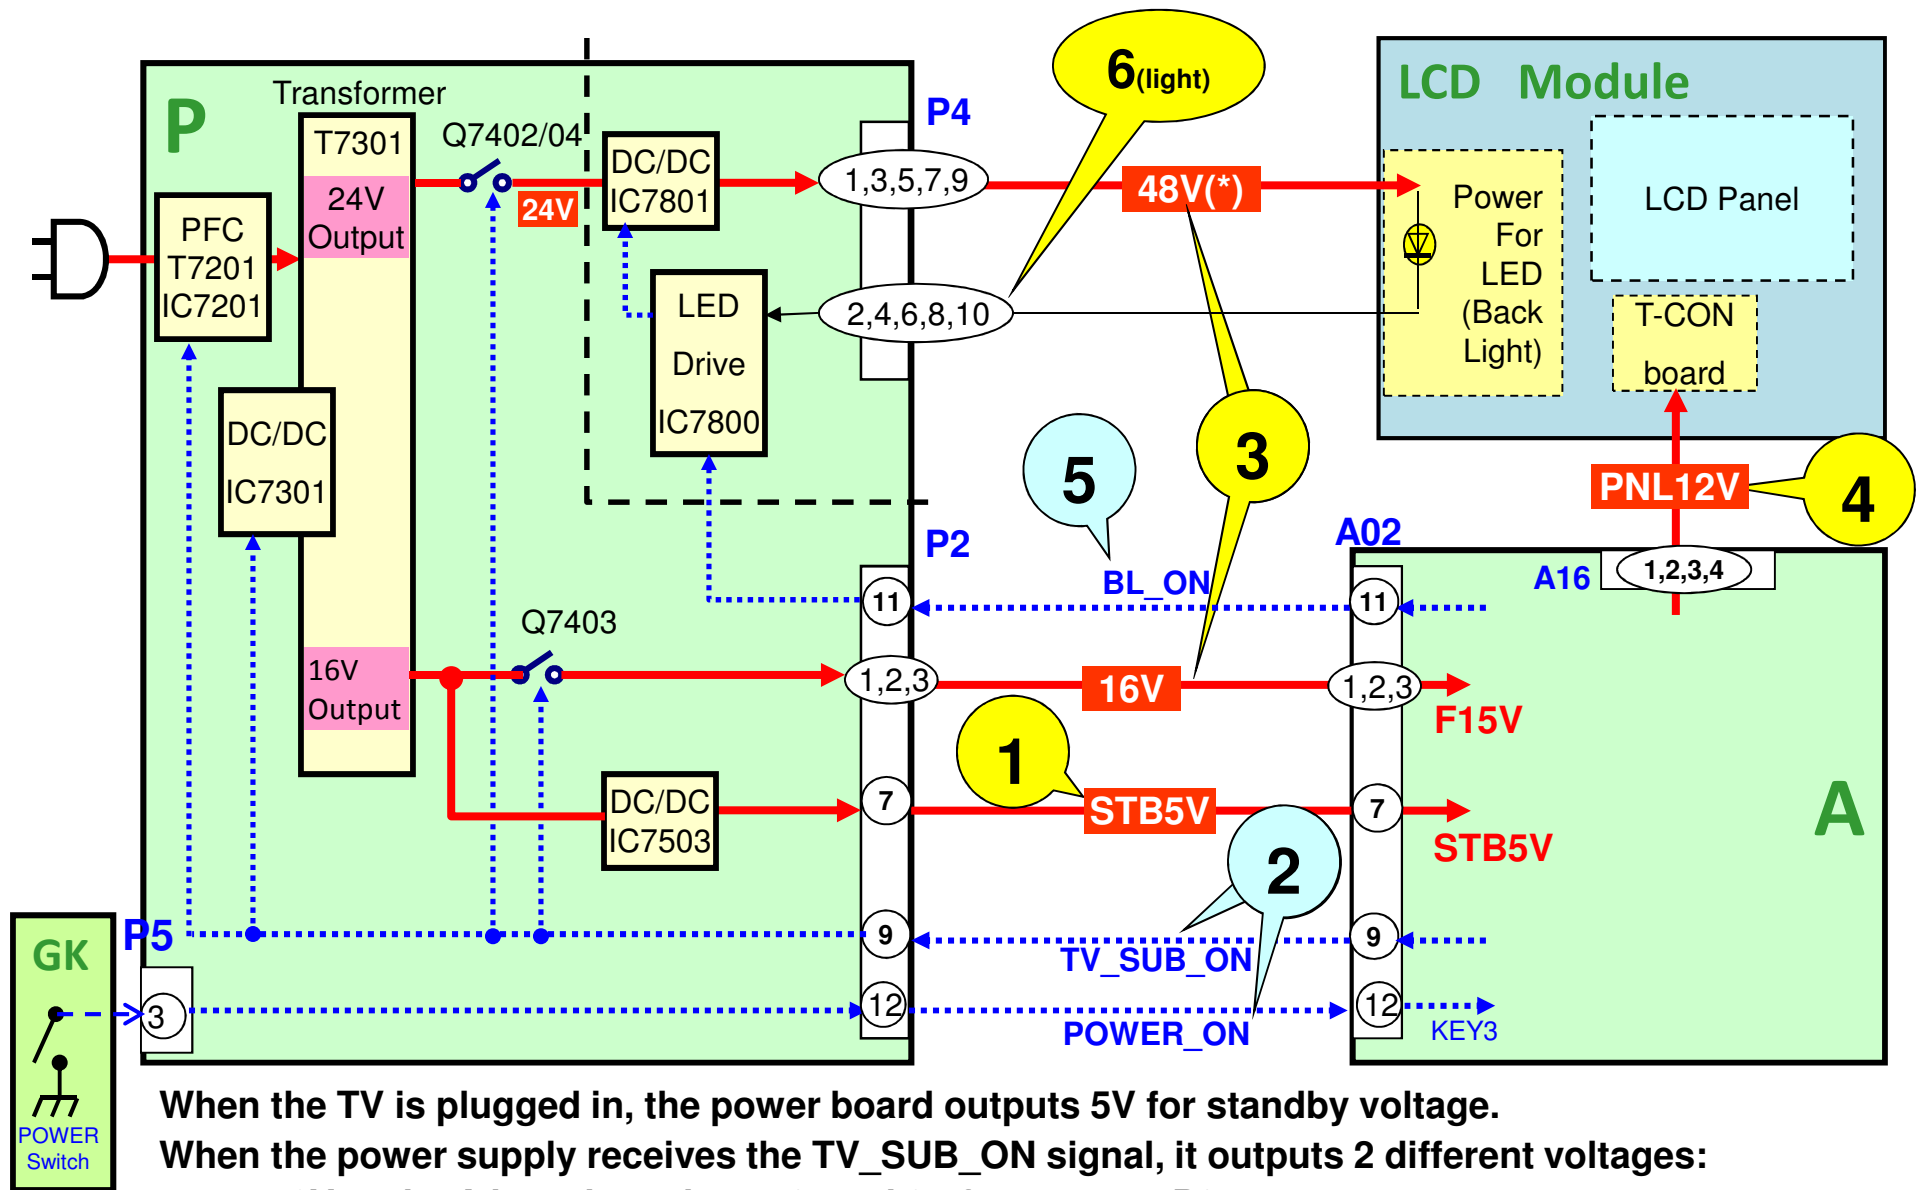 P
Transformer
T7301
24V
Output
Q7402/04
24V
PFC
T7201
IC7201
DC/DC
IC7801
LED
Drive
IC7800
DC/DC
IC7301
16V
Output
Q7403
DC/DC
IC7503
P4
1,3,5,7,9
2,4,6,8,10
6(light)
48V(*)
LCD Module
Power
For
LED
(Back
Light)
LCD Panel
T-CON
board
3
5
PNL12V
4
P2
A02
A16
1,2,3,4
11
BL_ON
11
1,2,3
16V
1,2,3
F15V
1
7
STB5V
7
STB5V
A
2
9
TV_SUB_ON
9
P5
3
12
POWER_ON
12
KEY3
GK
POWER
Switch
When the TV is plugged in, the power board outputs 5V for standby voltage.
When the power supply receives the TV_SUB_ON signal, it outputs 2 different voltages: